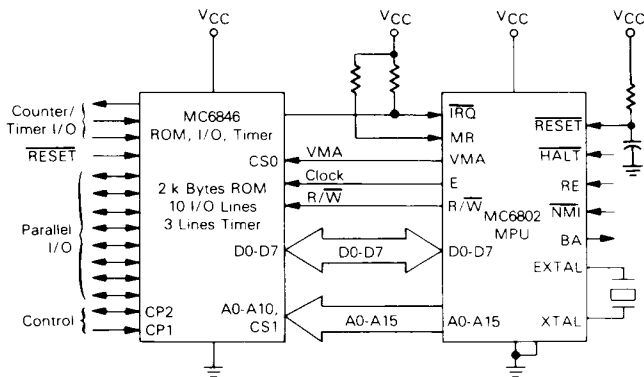 VCC
VCC
VCC
VCC
Counter/
Timer I/O
RESET
Parallel
I/O
Control
MC6846
ROM, I/O, Timer
CS0
2 k Bytes ROM
10 I/O Lines
3 Lines Timer
D0-D7
A0-A10,
CS1
CP2
CP1
VMA
Clock
R/W
D0-D7
A0-A15
IRQ
MR
VMA
E
R/W
MC6802
MPU
D0-D7
A0-A15
RESET
HALT
RE
NMI
BA
EXTAL
XTAL